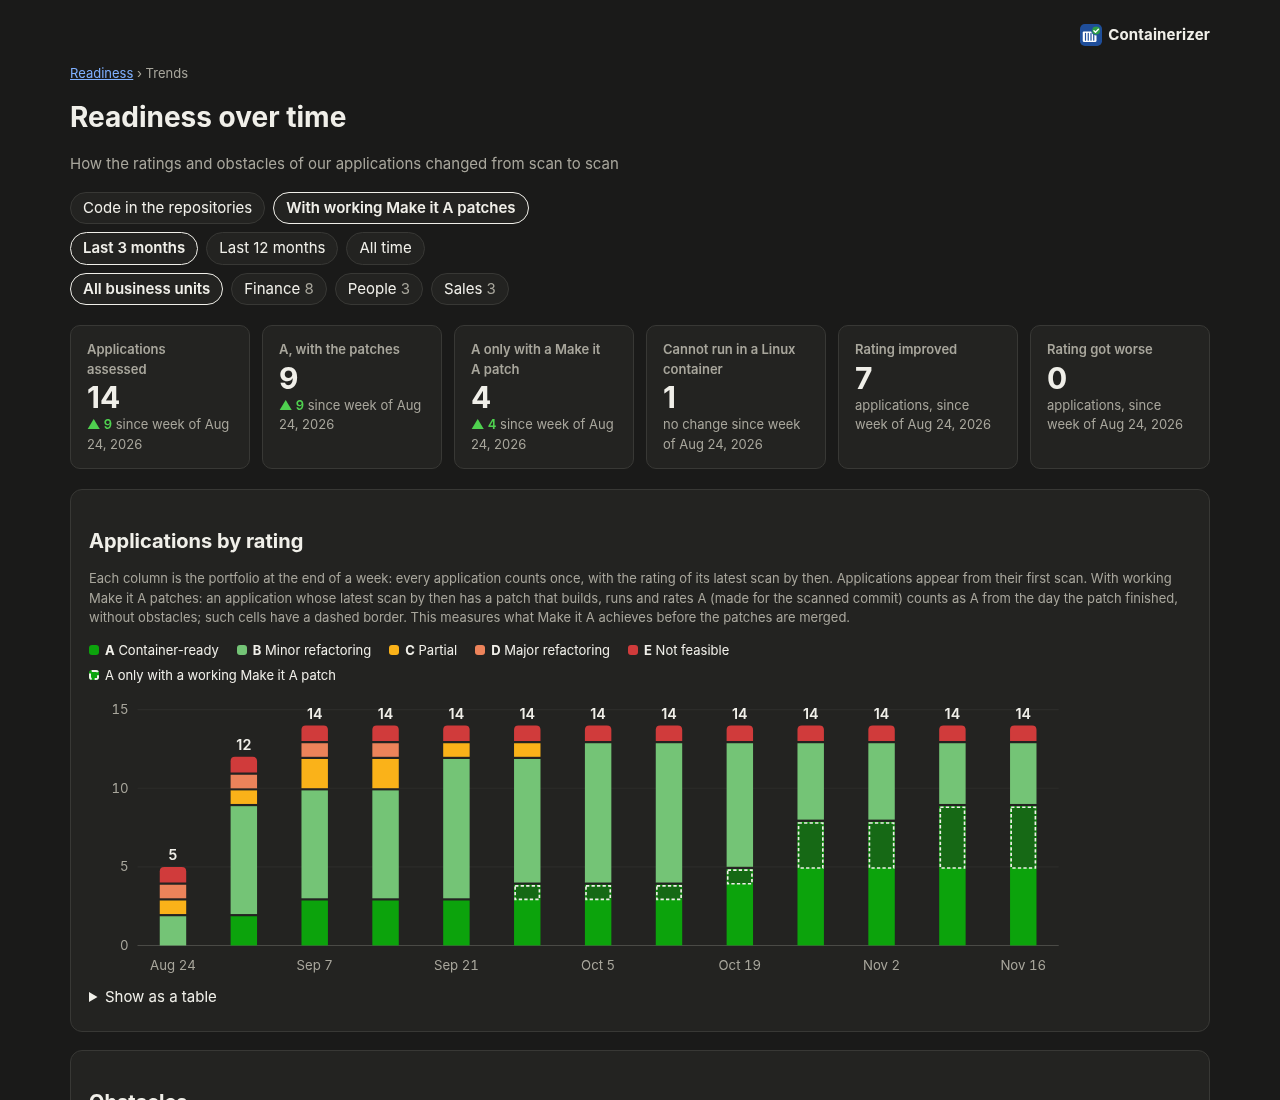 Containerizer
Readiness › Trends
Readiness over time
How the ratings and obstacles of our applications changed from scan to scan
Code in the repositories
With working Make it A patches
Last 3 months
Last 12 months
All time
All business units
Finance 8
People 3
Sales 3
Applications
assessed
14
▲ 9 since week of Aug
24, 2026
A, with the patches
9
▲ 9 since week of Aug
24, 2026
A only with a Make it
A patch
4
▲ 4 since week of Aug
24, 2026
Cannot run in a Linux
container
1
no change since week
of Aug 24, 2026
Rating improved
7
applications, since
week of Aug 24, 2026
Rating got worse
0
applications, since
week of Aug 24, 2026
Applications by rating
Each column is the portfolio at the end of a week: every application counts once, with the rating of its latest scan by then. Applications appear from their first scan. With working
Make it A patches: an application whose latest scan by then has a patch that builds, runs and rates A (made for the scanned commit) counts as A from the day the patch finished,
without obstacles; such cells have a dashed border. This measures what Make it A achieves before the patches are merged.
A Container-ready
B Minor refactoring
C Partial
D Major refactoring
E Not feasible
A only with a working Make it A patch
15
10
5
0
5
12
14
14
14
14
14
14
14
14
14
14
14
Aug 24
Sep 7
Sep 21
Oct 5
Oct 19
Nov 2
Nov 16
▶ Show as a table
Obstacles